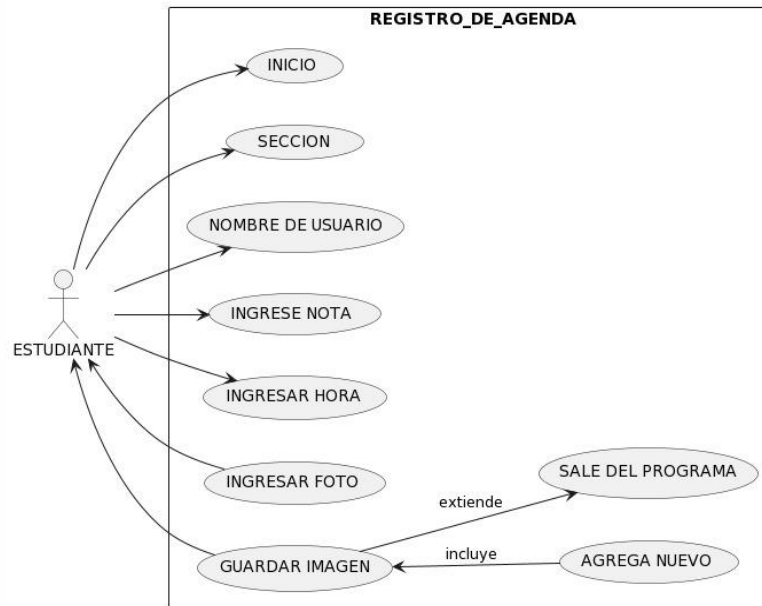 REGISTRO_DE_AGENDA
INICIO
SECCION
NOMBRE DE USUARIO
INGRESE NOTA
ESTUDIANTE
INGRESAR HORA
INGRESAR FOTO
SALE DEL PROGRAMA
extiende
GUARDAR IMAGEN
incluye
AGREGA NUEVO